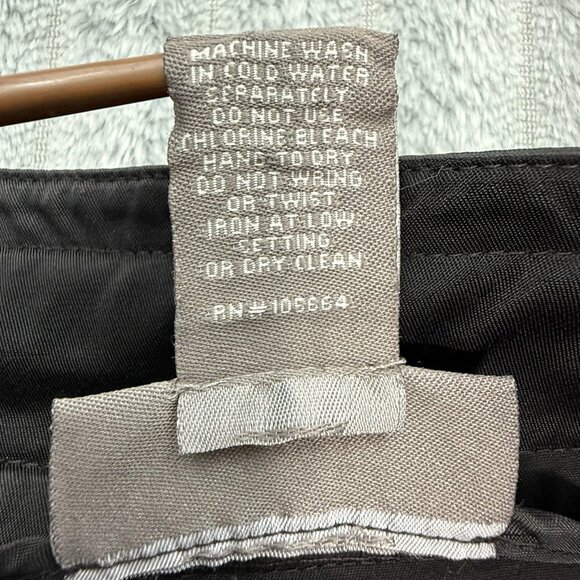 MACHINE WASH
IN COLD WATER
SEPARATELY
DO NOT USE
CHLORINE BLEACH
HAND TO DRY
DO NOT WRING
OR TWIST
IRON AT LOW
SETTING
OR DRY CLEAN
RN#105664